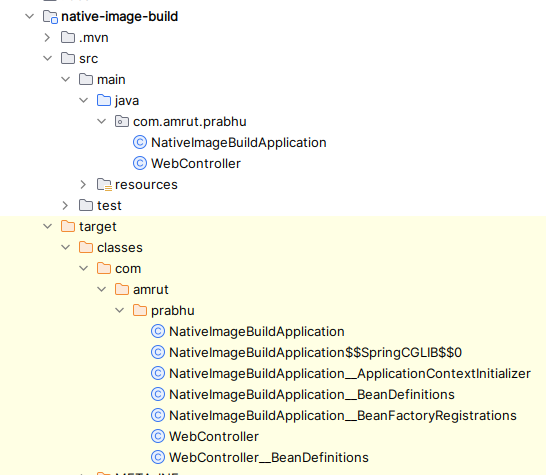 native-image-build
.mvn
src
main
java
com.amrut.prabhu
NativeImageBuildApplication
WebController
resources
test
target
classes
com
amrut
prabhu
NativeImageBuildApplication
NativeImageBuildApplication$$SpringCGLIB$$0
NativeImageBuildApplication__ApplicationContextInitializer
NativeImageBuildApplication__BeanDefinitions
NativeImageBuildApplication__BeanFactoryRegistrations
WebController
WebController__BeanDefinitions